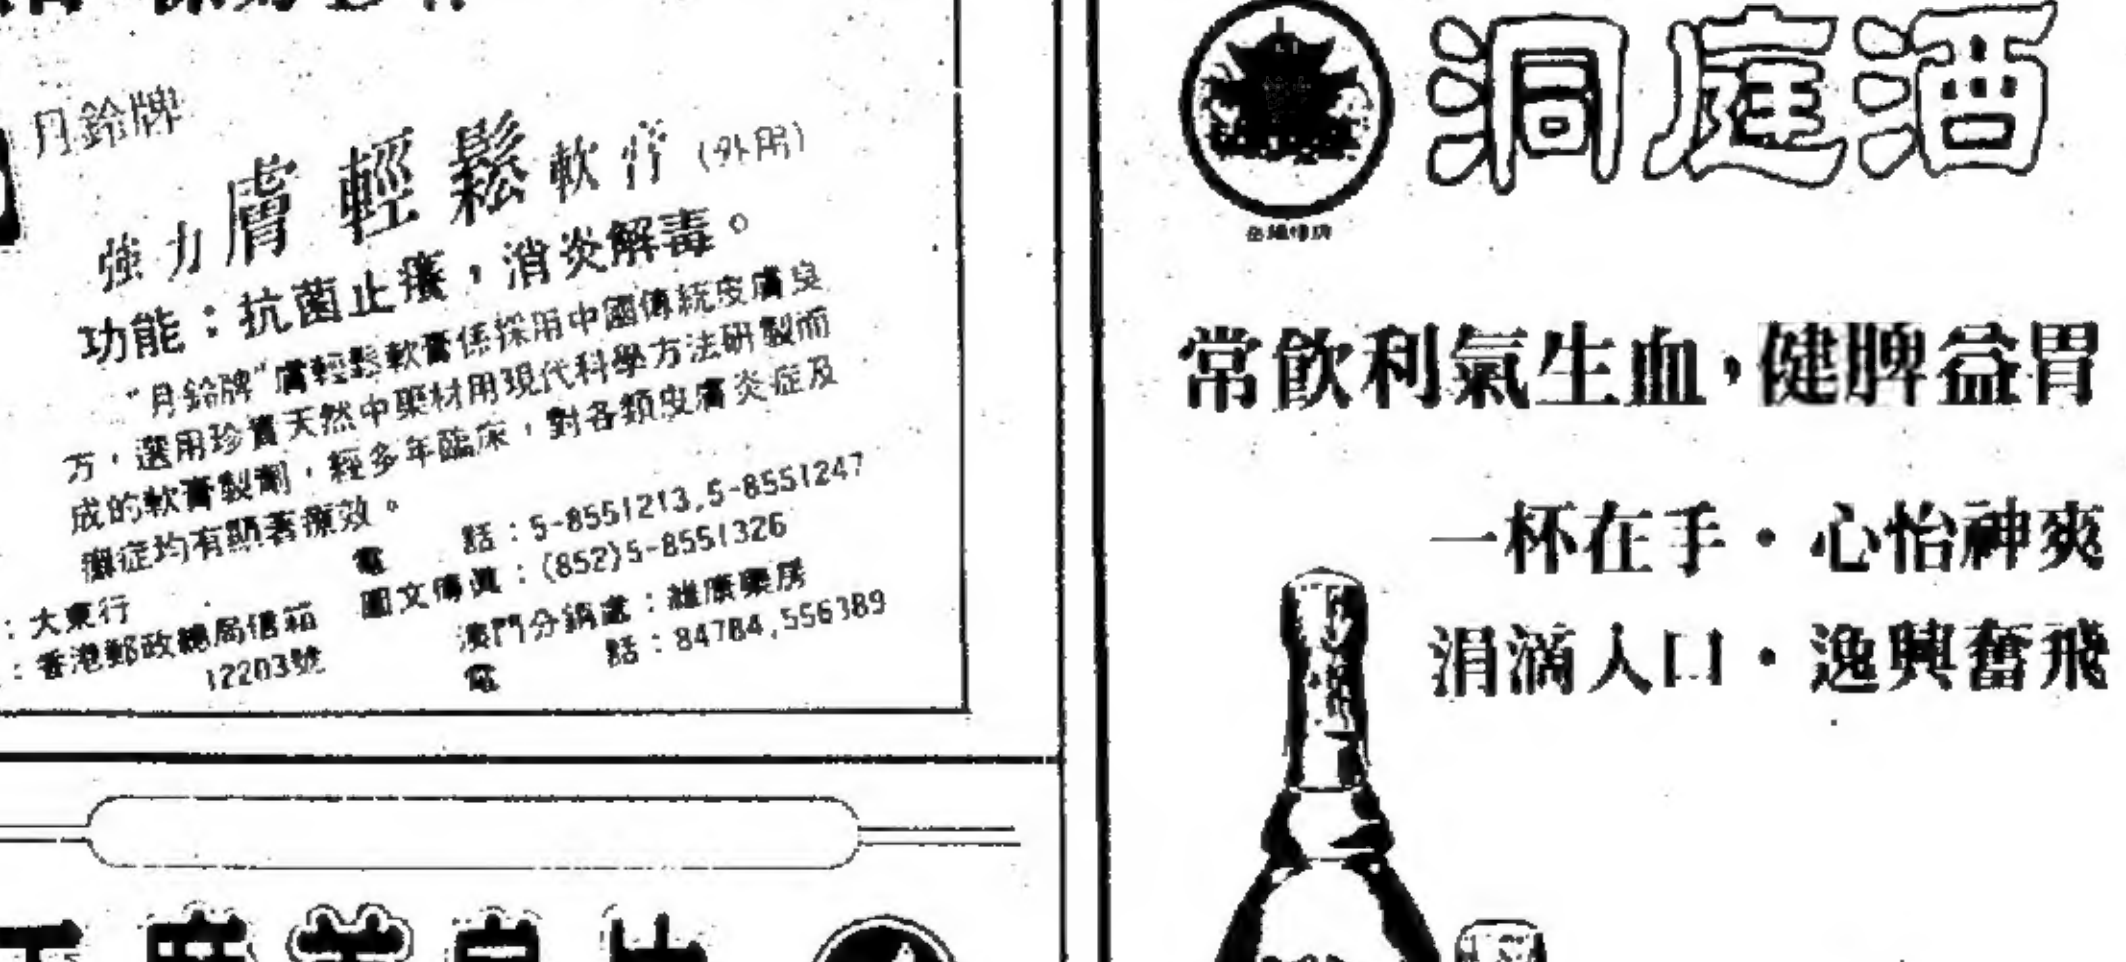 月鈴牌
強力膚輕鬆軟膏(外用)
功能：抗菌止癢，消炎解毒。
"月鈴牌"膚輕鬆軟膏係採用中國傳統皮膚良
方，選用珍貴天然中藥材用現代科學方法研製而
成的軟膏製劑，經多年臨床，對各類皮膚炎症及
癬症均有顯著療效。
電 話：5-8551213,5-8551247
圖文傳真：(852)5-8551326
：大東行
：香港郵政總局信箱
12203號
澳門分銷處：維康藥房
電 話：84784,556389
洞庭酒
常飲利氣生血，健脾益胃
一杯在手·心怡神爽
涓滴入口·逸興奮飛